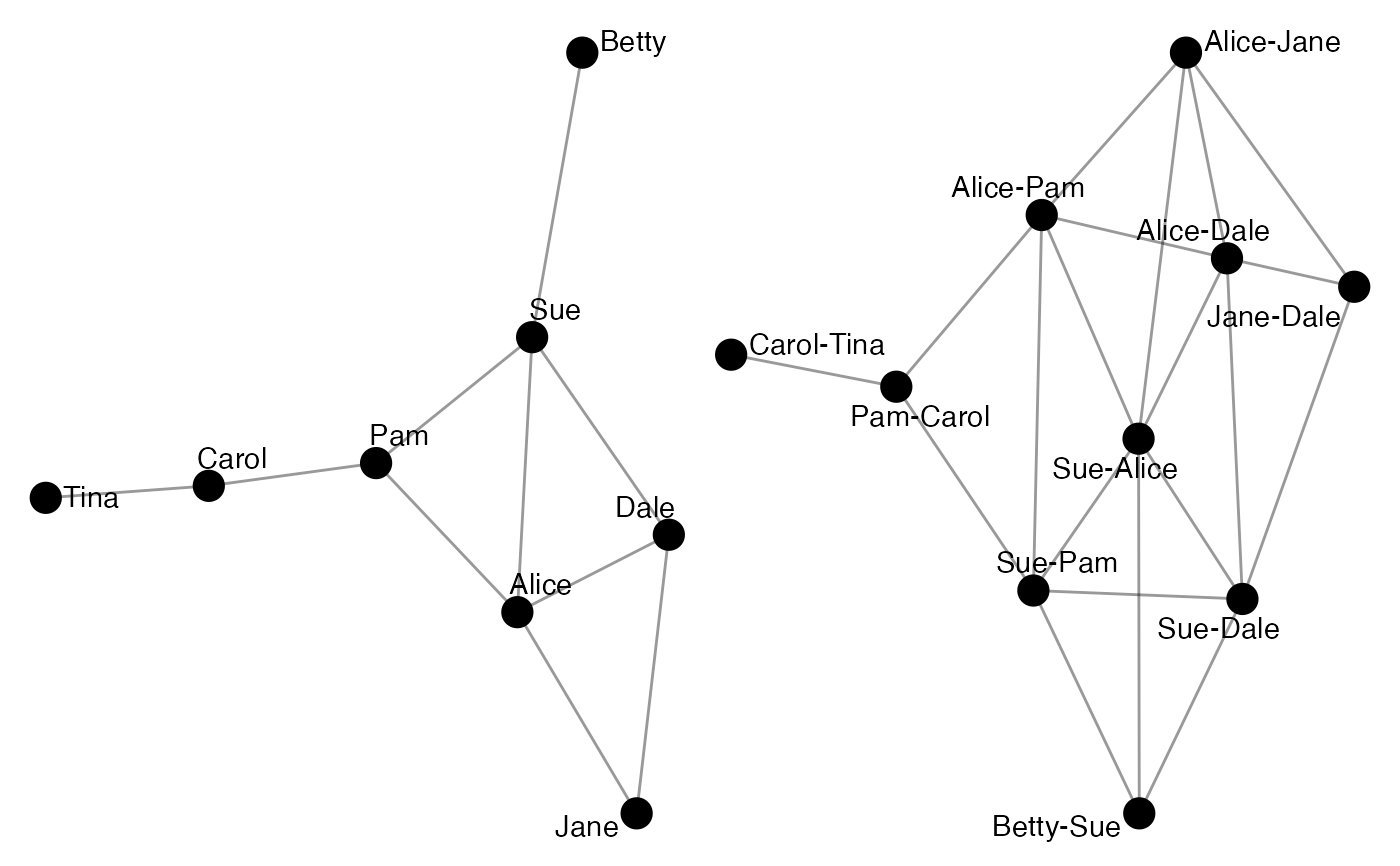 Betty
Sue
Pam
Carol
Tina
Dale
Alice
Jane
Alice-Jane
Alice-Pam
Alice-Dale
Jane-Dale
Carol-Tina
Pam-Carol
Sue-Alice
Sue-Pam
Sue-Dale
Betty-Sue